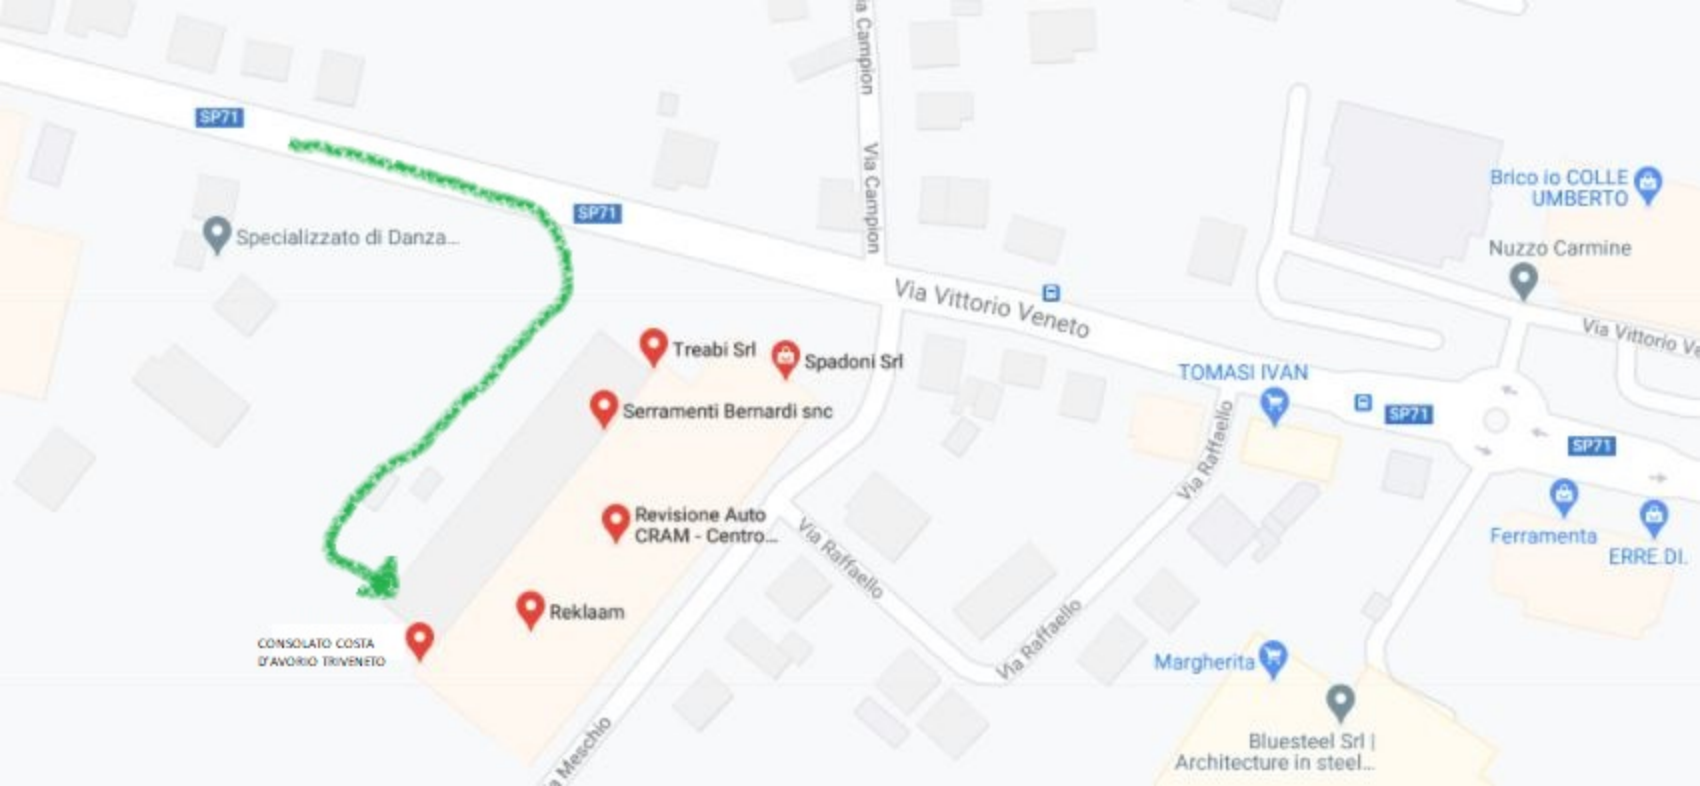 ia Campion
SP71
Via Campion
Brico io COLLE
UMBERTO
SP71
Specializzato di Danza...
Nuzzo Carmine
Via Vittorio Veneto
Via Vittorio Ve
Treabi Srl
Spadoni Srl
TOMASI IVAN
Serramenti Bernardi snc
SP71
Via Raffaello
SP71
Revisione Auto
CRAM - Centro...
Ferramenta
Via Raffaello
ERRE.DI.
Reklaam
Via Raffaello
CONSOLATO COSTA
D'AVORIO TRIVENETO
Margherita
a Meschio
Bluesteel Srl |
Architecture in steel...